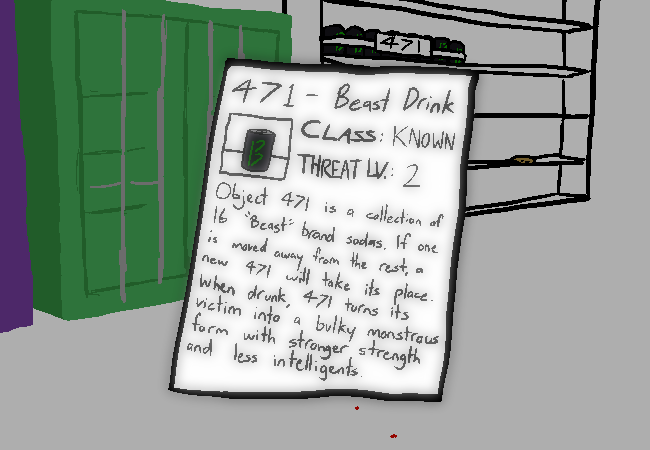 471
471 - Beast Drink
B
CLASS: KNOWN
THREAT LV.: 2
Object 471 is a collection of
16 "Beast" brand sodas. If one
is moved away from the rest, a
new 471 will take its place.
When drunk, 471 turns its
victim into a bulky monstrous
form with stronger strength
and less intelligents.